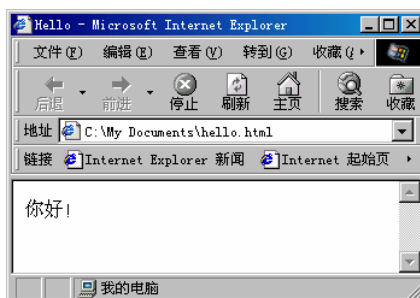 Hello - Microsoft Internet Explorer
文件(F) 编辑(E) 查看(V) 转到(G) 收藏(
后退 前进 停止 刷新 主页 搜索 收藏
地址 C:\My Documents\hello.html
链接 Internet Explorer 新闻 Internet 起始页
你好!
我的电脑